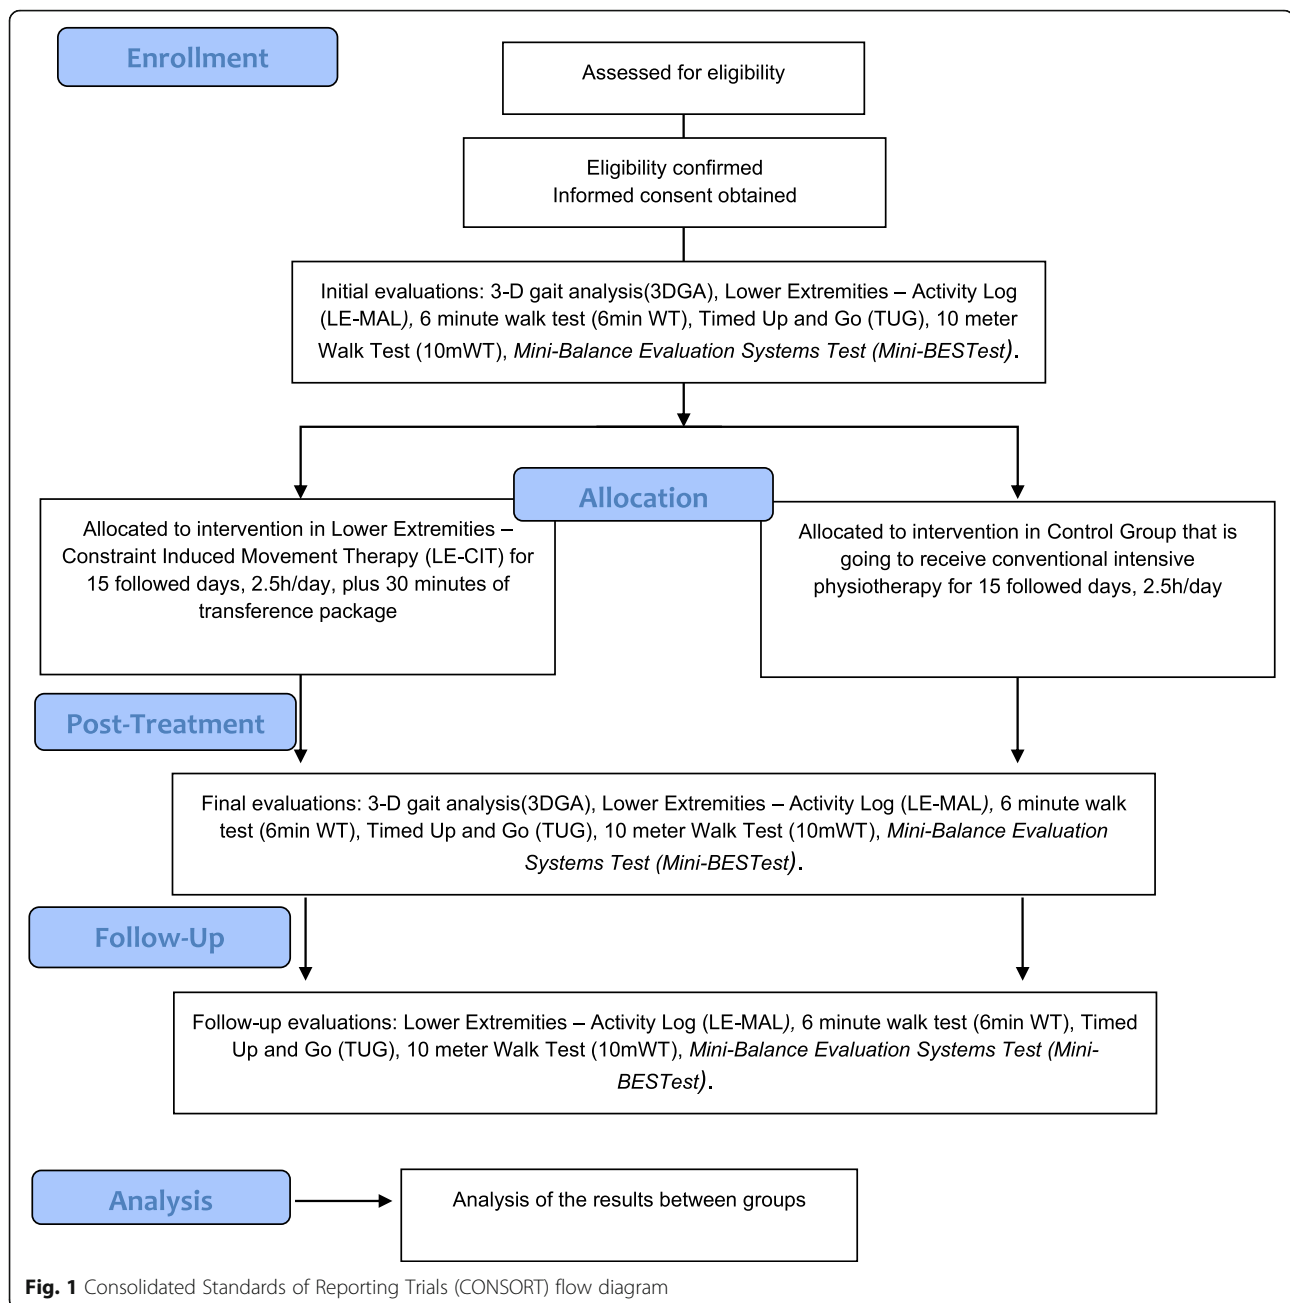 Enrollment
Assessed for eligibility
Eligibility confirmed
Informed consent obtained
Initial evaluations: 3-D gait analysis(3DGA), Lower Extremities – Activity Log
(LE-MAL), 6 minute walk test (6min WT), Timed Up and Go (TUG), 10 meter
Walk Test (10mWT), Mini-Balance Evaluation Systems Test (Mini-BESTest).
Allocation
Allocated to intervention in Lower Extremities –
Constraint Induced Movement Therapy (LE-CIT) for
15 followed days, 2.5h/day, plus 30 minutes of
transference package
Allocated to intervention in Control Group that is
going to receive conventional intensive
physiotherapy for 15 followed days, 2.5h/day
Post-Treatment
Final evaluations: 3-D gait analysis(3DGA), Lower Extremities – Activity Log (LE-MAL), 6 minute walk
test (6min WT), Timed Up and Go (TUG), 10 meter Walk Test (10mWT), Mini-Balance Evaluation
Systems Test (Mini-BESTest).
Follow-Up
Follow-up evaluations: Lower Extremities – Activity Log (LE-MAL), 6 minute walk test (6min WT), Timed
Up and Go (TUG), 10 meter Walk Test (10mWT), Mini-Balance Evaluation Systems Test (Mini-
BESTest).
Analysis
Analysis of the results between groups
Fig. 1 Consolidated Standards of Reporting Trials (CONSORT) flow diagram